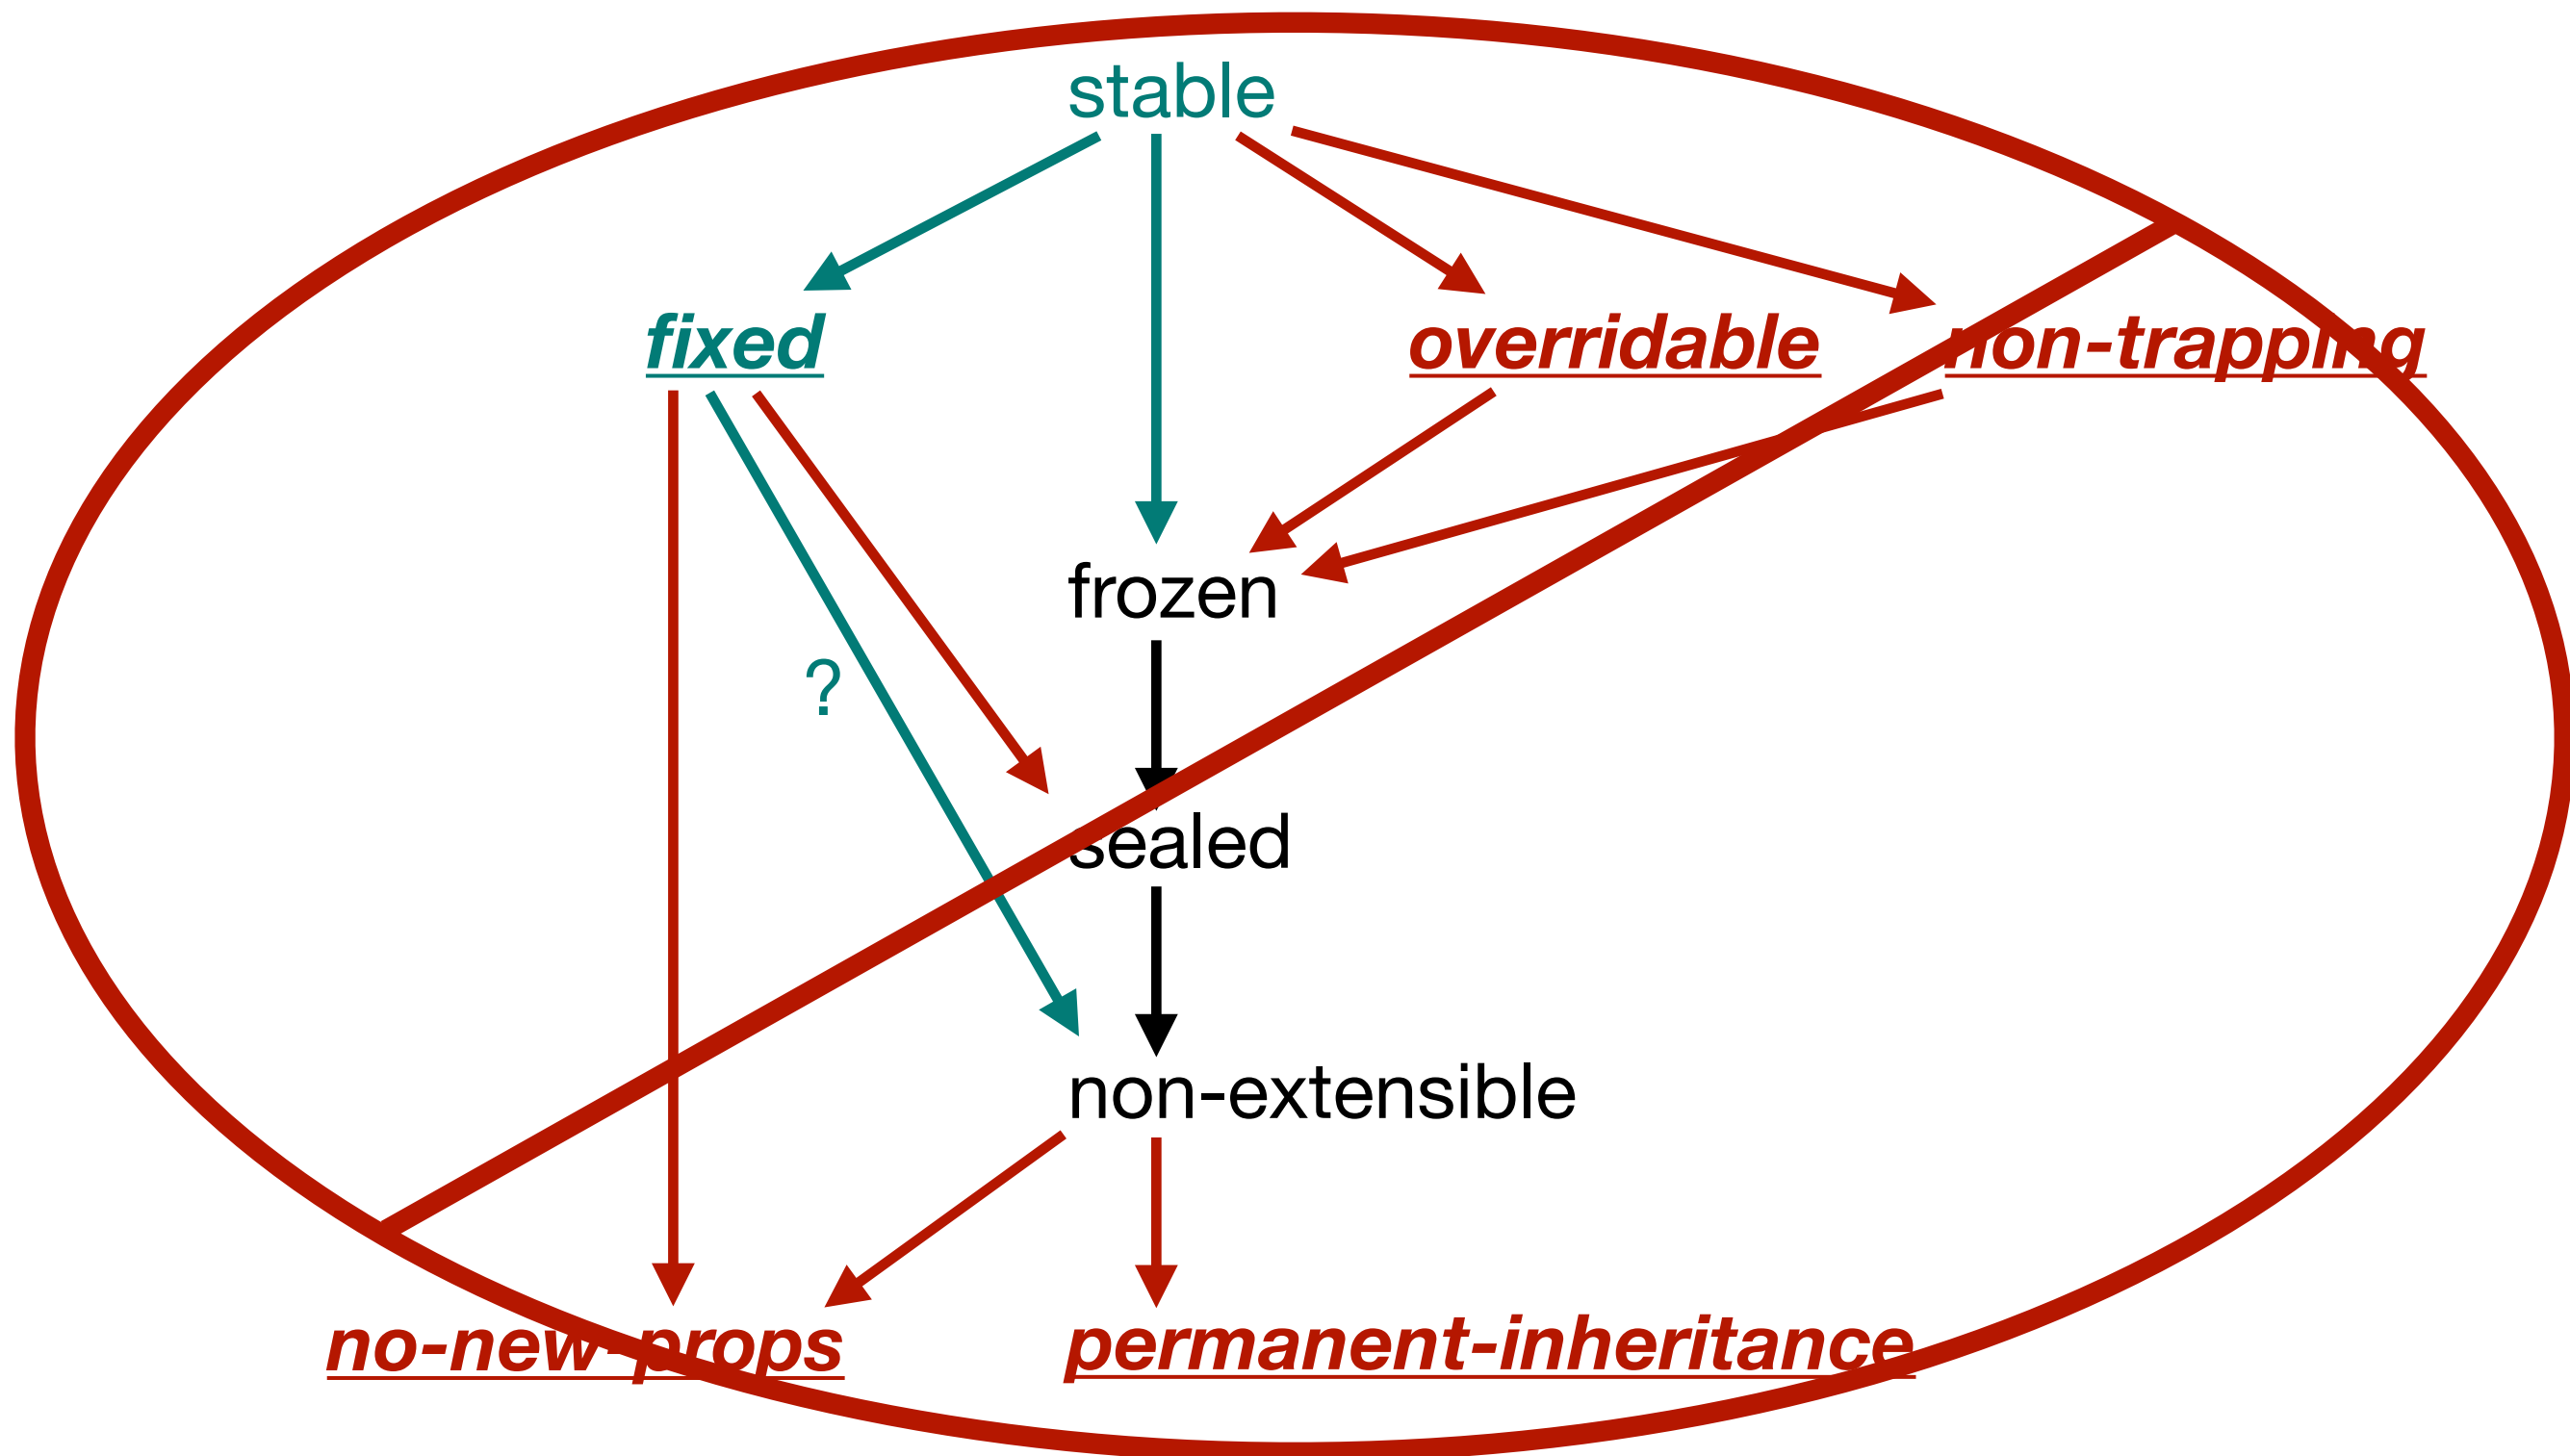 stable
fixed
overridable
non-trapping
frozen
?
sealed
non-extensible
no-new-props
permanent-inheritance